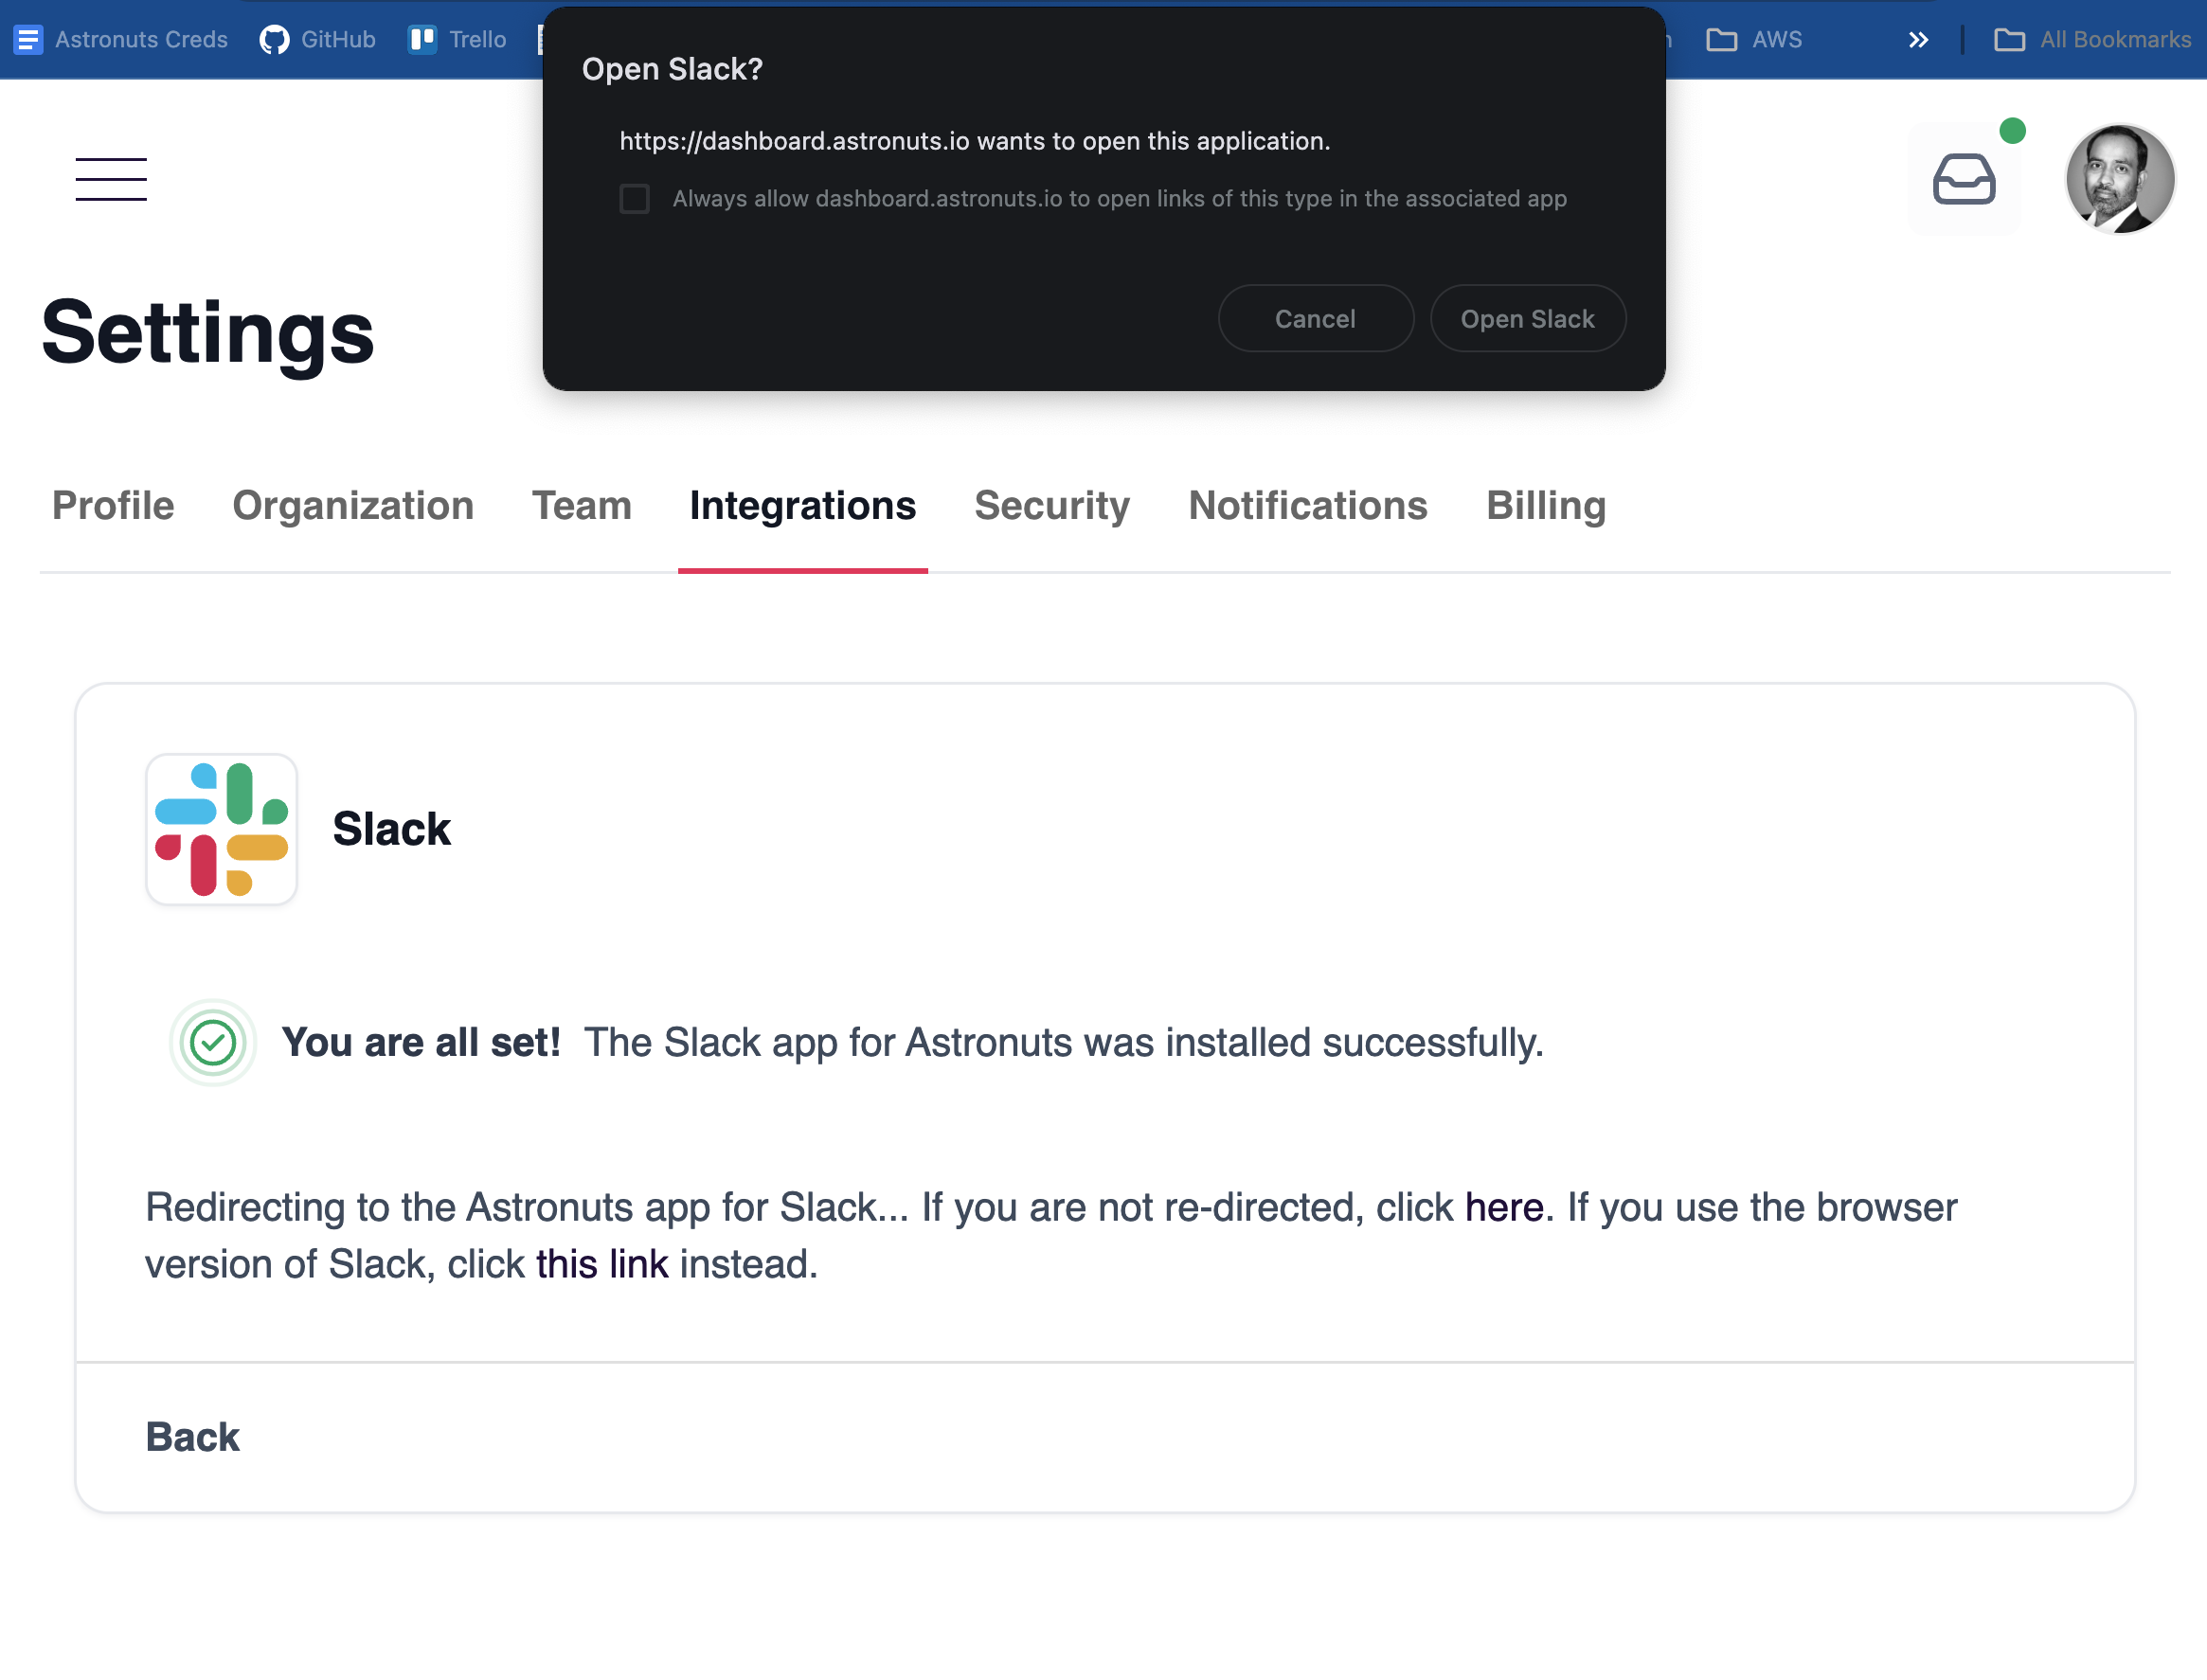 Astronuts Creds GitHub Trello AWS All Bookmarks
Open Slack?
https://dashboard.astronuts.io wants to open this application.
Always allow dashboard.astronuts.io to open links of this type in the associated app
Cancel Open Slack
Settings
Profile Organization Team Integrations Security Notifications Billing
Slack
You are all set! The Slack app for Astronuts was installed successfully.
Redirecting to the Astronuts app for Slack... If you are not re-directed, click here. If you use the browser
version of Slack, click this link instead.
Back